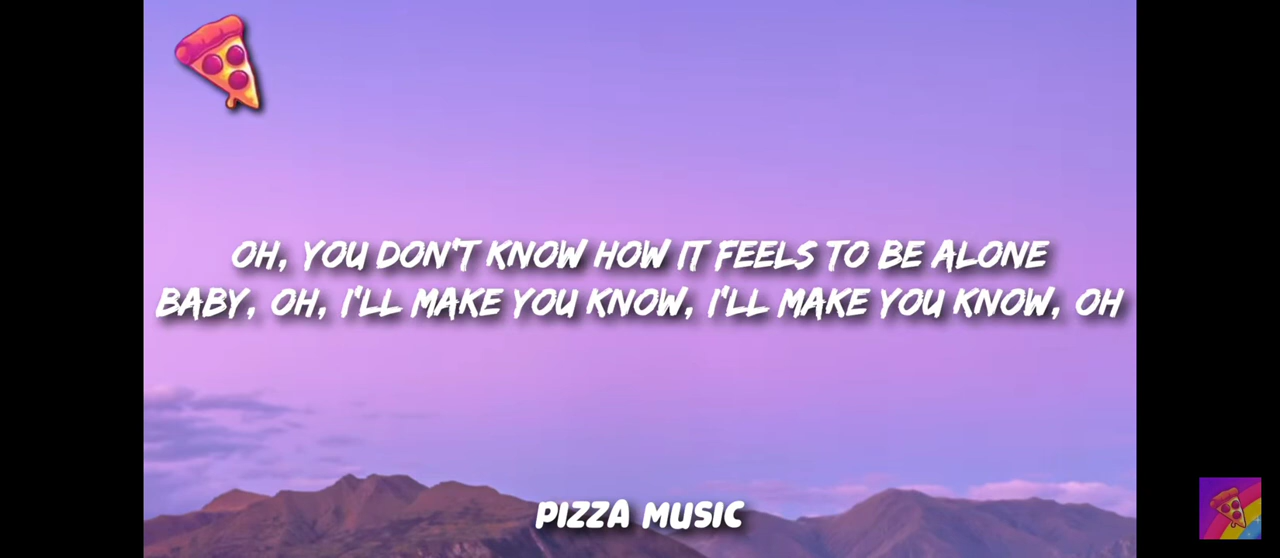 OH, YOU DON'T KNOW HOW IT FEELS TO BE ALONE
BABY, OH, I'LL MAKE YOU KNOW, I'LL MAKE YOU KNOW, OH
PIZZA MUSIC